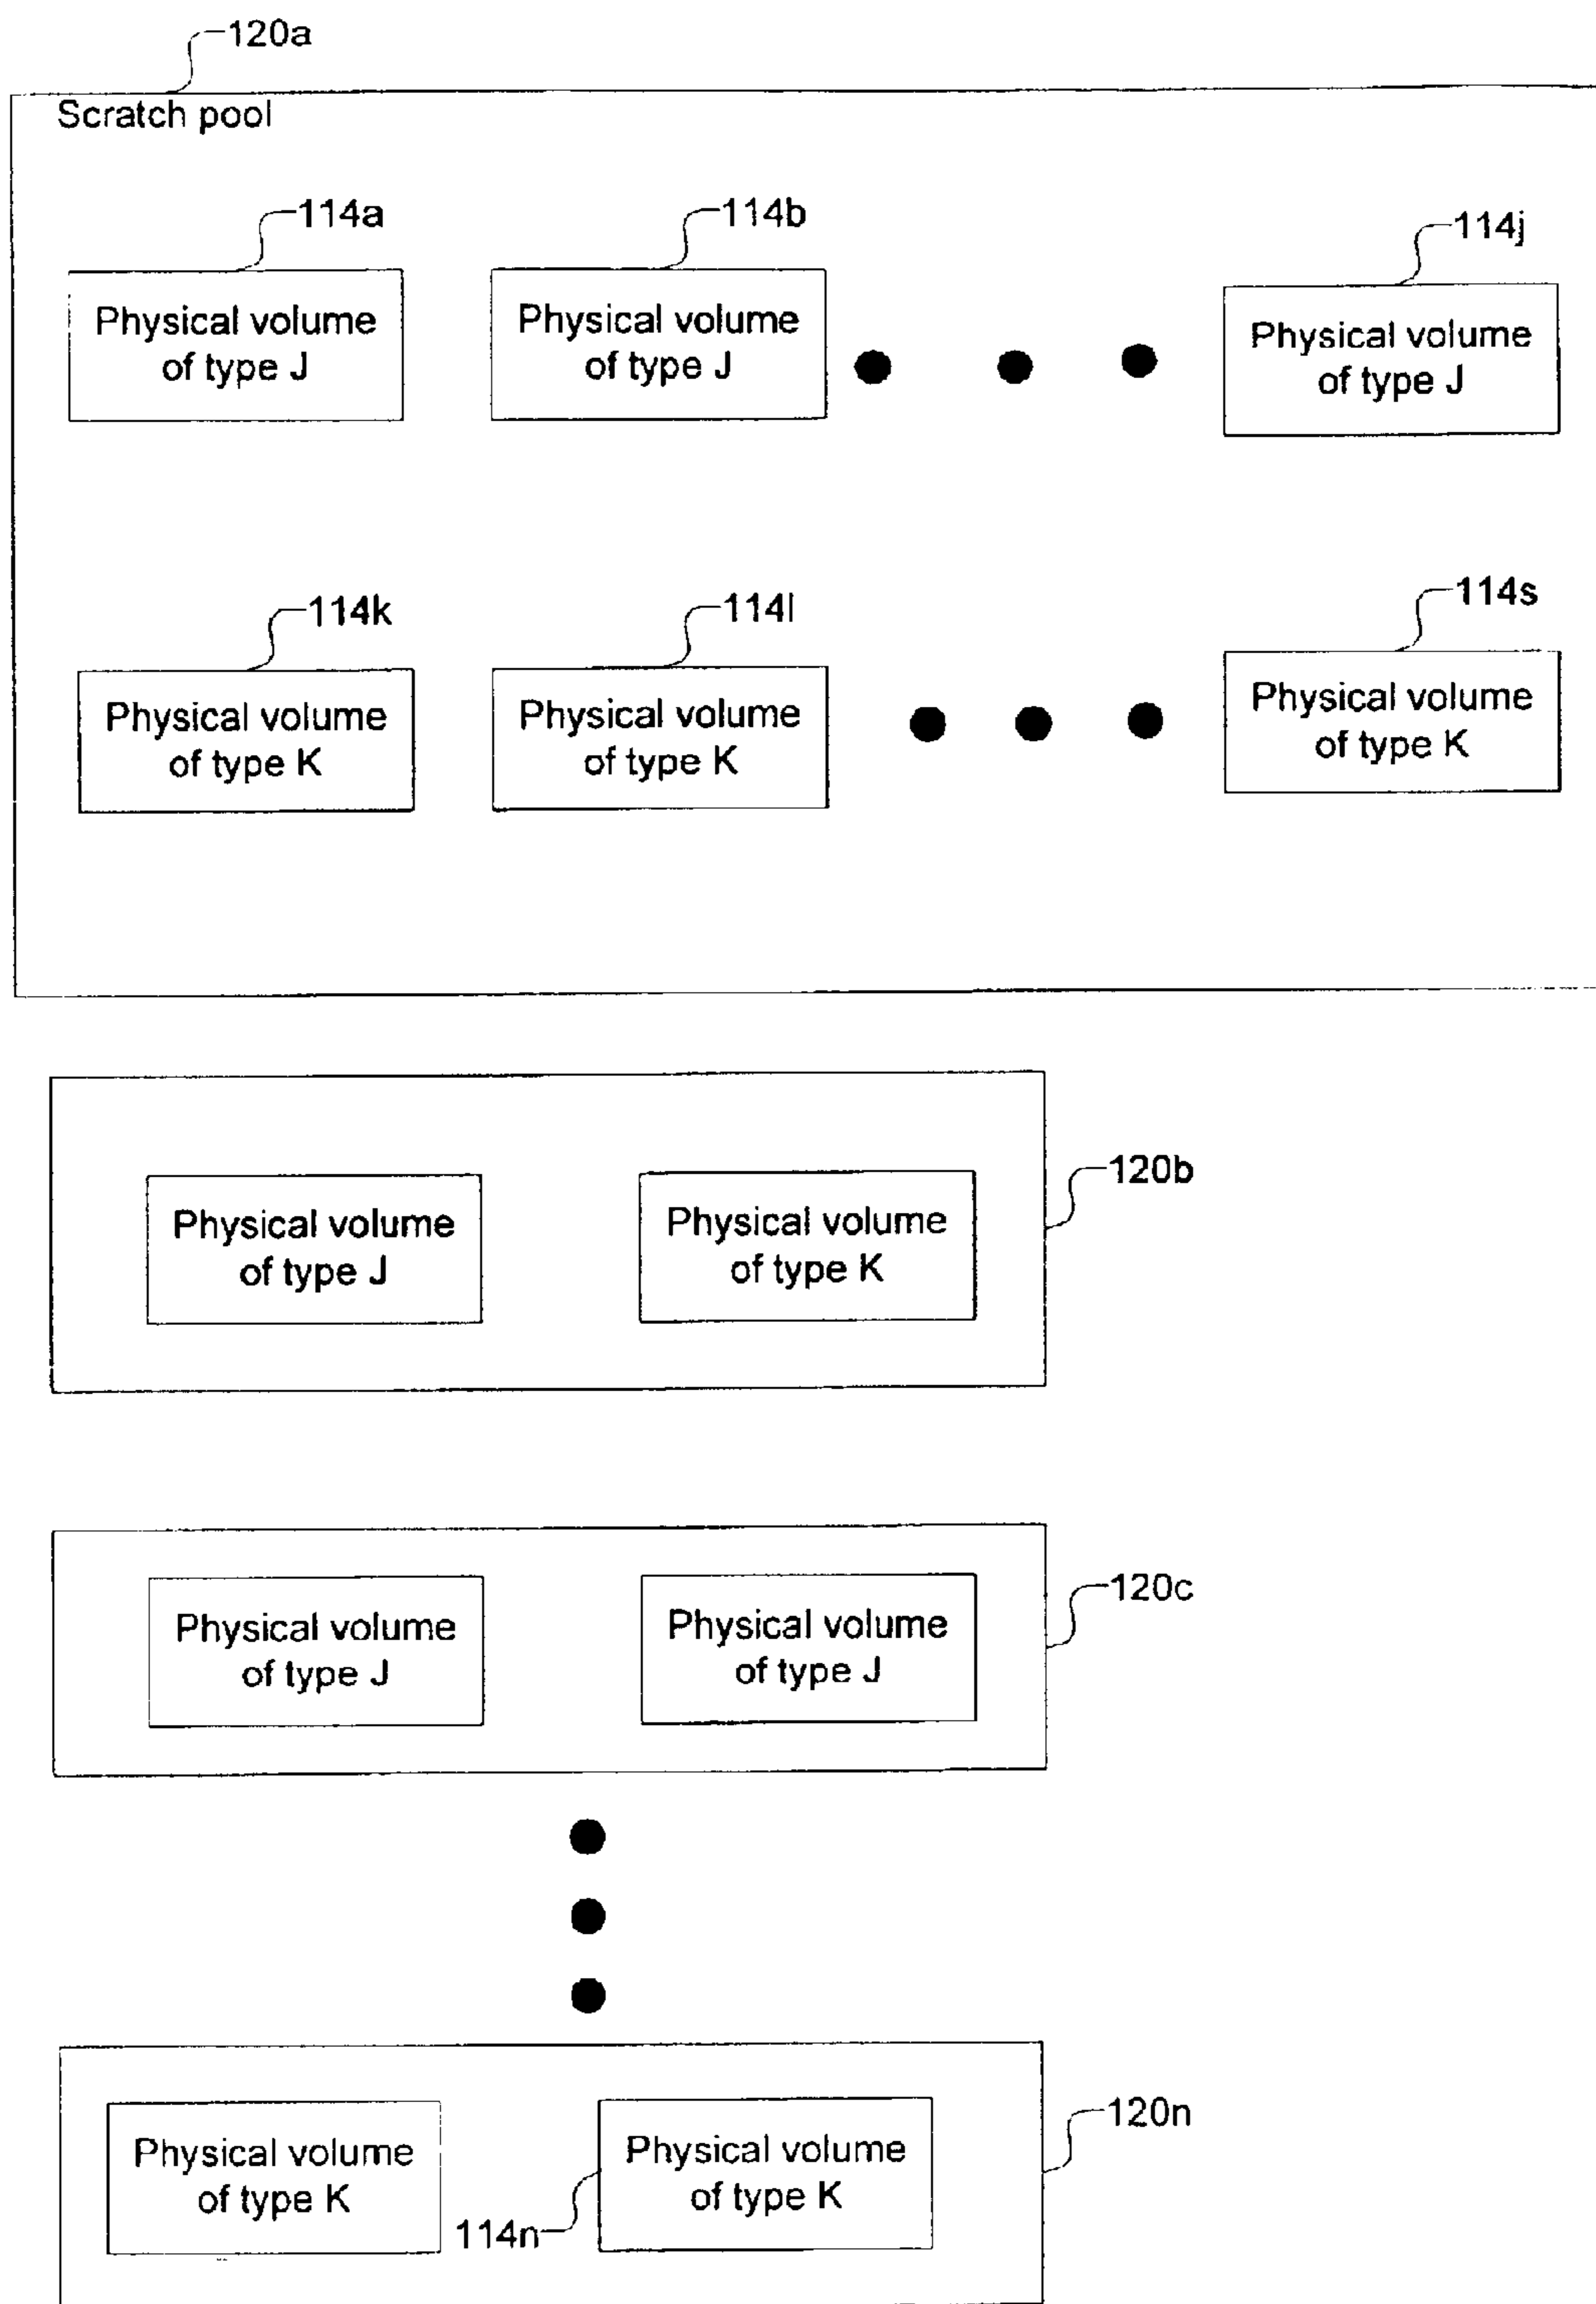 120a
Scratch pool
114a
114b
114j
Physical volume
of type J
Physical volume
of type J
Physical volume
of type J
114k
114l
114s
Physical volume
of type K
Physical volume
of type K
Physical volume
of type K
120b
Physical volume
of type J
Physical volume
of type K
120c
Physical volume
of type J
Physical volume
of type J
120n
Physical volume
of type K
Physical volume
of type K
114n